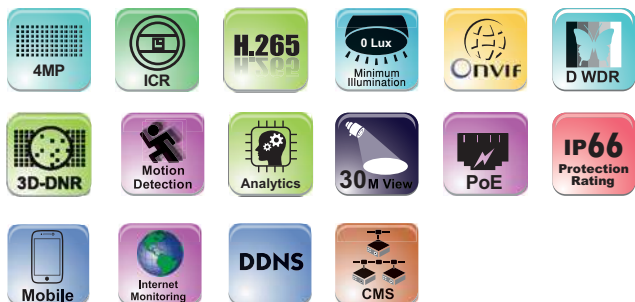 4MP
ICR
H.265
0 Lux
Minimum
Illumination
ONVIF
D WDR
3D-DNR
Motion
Detection
Analytics
30M View
PoE
IP66
Protection
Rating
Mobile
Internet
Monitoring
DDNS
CMS